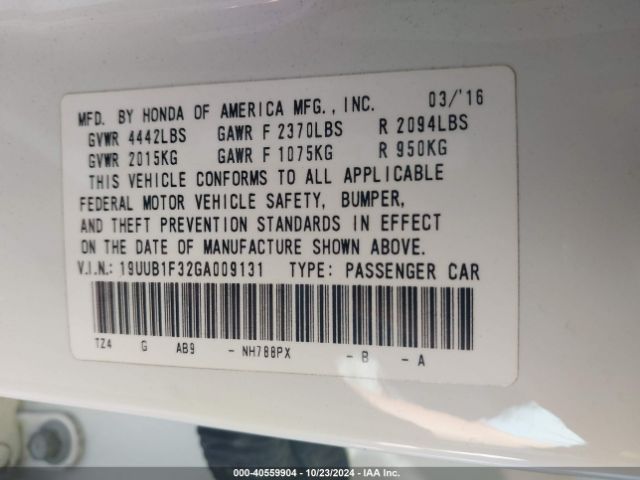 MFD. BY HONDA OF AMERICA MFG., INC. 03/'16
GVWR 4442LBS GAWR F 2370LBS R 2094LBS
GVWR 2015KG GAWR F 1075KG R 950KG
THIS VEHICLE CONFORMS TO ALL APPLICABLE
FEDERAL MOTOR VEHICLE SAFETY, BUMPER,
AND THEFT PREVENTION STANDARDS IN EFFECT
ON THE DATE OF MANUFACTURE SHOWN ABOVE.
V.I.N.: 19UUB1F32GA009131 TYPE: PASSENGER CAR
TZ4 G AB9 - NH788PX - B - A
000-40559904 - 10/23/2024 - IAA Inc.